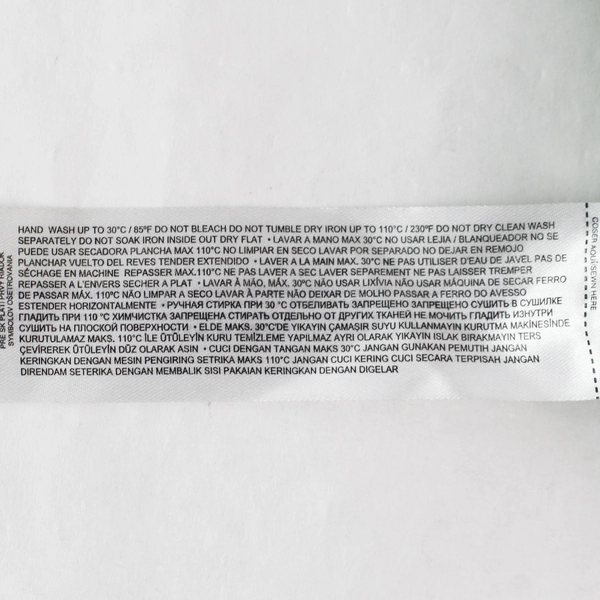 HAND WASH UP TO 30°C / 85ºF DO NOT BLEACH DO NOT TUMBLE DRY IRON UP TO 110°C / 230ºF DO NOT DRY CLEAN WASH
SEPARATELY DO NOT SOAK IRON INSIDE OUT DRY FLAT • LAVAR A MANO MAX 30°C NO USAR LEJIA / BLANQUEADOR NO SE
PUEDE USAR SECADORA PLANCHA MAX 110°C NO LIMPIAR EN SECO LAVAR POR SEPARADO NO DEJAR EN REMOJO
PLANCHAR VUELTO DEL REVES TENDER EXTENDIDO • LAVER A LA MAIN MAX. 30°C NE PAS UTILISER D'EAU DE JAVEL PAS DE
SÉCHAGE EN MACHINE REPASSER MAX.110°C NE PAS LAVER A SEC LAVER SEPAREMENT NE PAS LAISSER TREMPER
REPASSER A L'ENVERS SECHER A PLAT • LAVAR À MÃO, MÁX. 30ºC NÃO USAR LIXÍVIA NÃO USAR MÁQUINA DE SECAR FERRO
DE PASSAR MÁX. 110ºC NÃO LIMPAR A SECO LAVAR À PARTE NÃO DEIXAR DE MOLHO PASSAR A FERRO DO AVESSO
ESTENDER HORIZONTALMENTE • РУЧНАЯ СТИРКА ПРИ 30 °C ОТБЕЛИВАТЬ ЗАПРЕЩЕНО ЗАПРЕЩЕНО СУШИТЬ В СУШИЛКЕ
ГЛАДИТЬ ПРИ 110 °C ХИМЧИСТКА ЗАПРЕЩЕНА СТИРАТЬ ОТДЕЛЬНО ОТ ДРУГИХ ТКАНЕЙ НЕ МОЧИТЬ ГЛАДИТЬ ИЗНУТРИ
СУШИТЬ НА ПЛОСКОЙ ПОВЕРХНОСТИ • ELDE MAKS. 30°C'DE YIKAYIN ÇAMAŞIR SUYU KULLANMAYIN KURUTMA MAKİNESİNDE
KURUTULAMAZ MAKS. 110°C İLE ÜTÜLEYİN KURU TEMİZLEME YAPILMAZ AYRI OLARAK YIKAYIN ISLAK BIRAKMAYIN TERS
ÇEVİREREK ÜTÜLEYİN DÜZ OLARAK ASIN • CUCI DENGAN TANGAN MAKS 30°C JANGAN GUNAKAN PEMUTIH JANGAN
KERINGKAN DENGAN MESIN PENGIRING SETRIKA MAKS 110°C JANGAN CUCI KERING CUCI SECARA TERPISAH JANGAN
DIRENDAM SETERIKA DENGAN MEMBALIK SISI PAKAIAN KERINGKAN DENGAN DIGELAR
COSER AQUÍ SEWN HERE
SYMBOLOV OŠETROVANIA